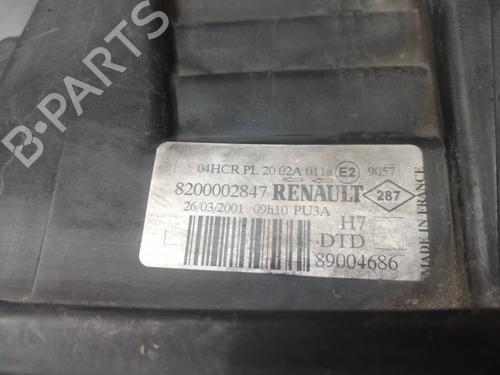 B-PARTS
04HCR PL 20 02A 011a E2 9057
8200002847 RENAULT 287
26/03/2001 09h10 PU3A
H7
DTD
89004686
MADE IN FRANCE